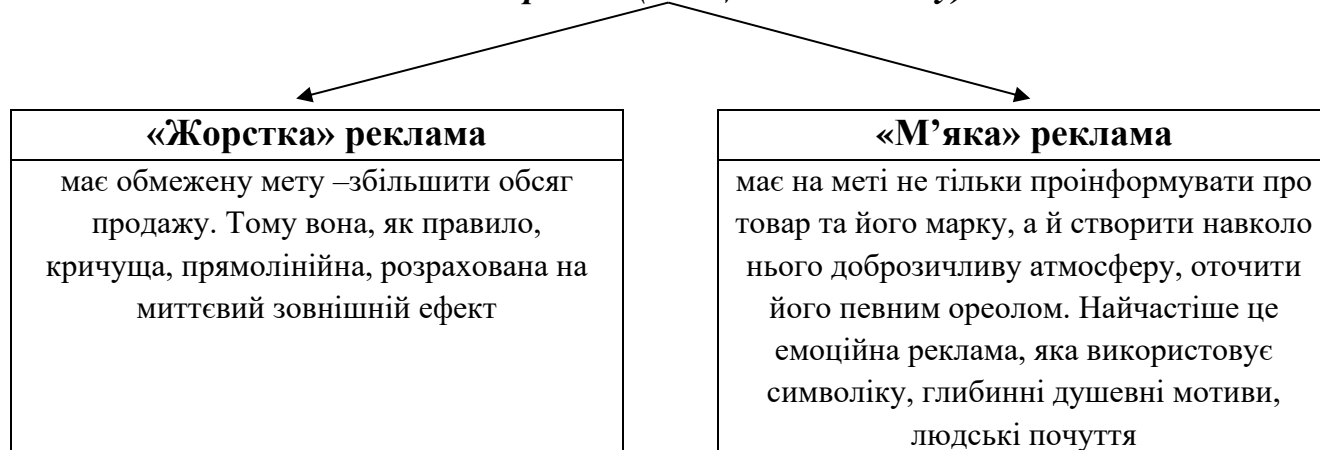 «Жорстка» реклама
має обмежену мету –збільшити обсяг
продажу. Тому вона, як правило,
кричуща, прямолінійна, розрахована на
миттєвий зовнішній ефект
«М’яка» реклама
має на меті не тільки проінформувати про
товар та його марку, а й створити навколо
нього доброзичливу атмосферу, оточити
його певним ореолом. Найчастіше це
емоційна реклама, яка використовує
символіку, глибинні душевні мотиви,
людські почуття